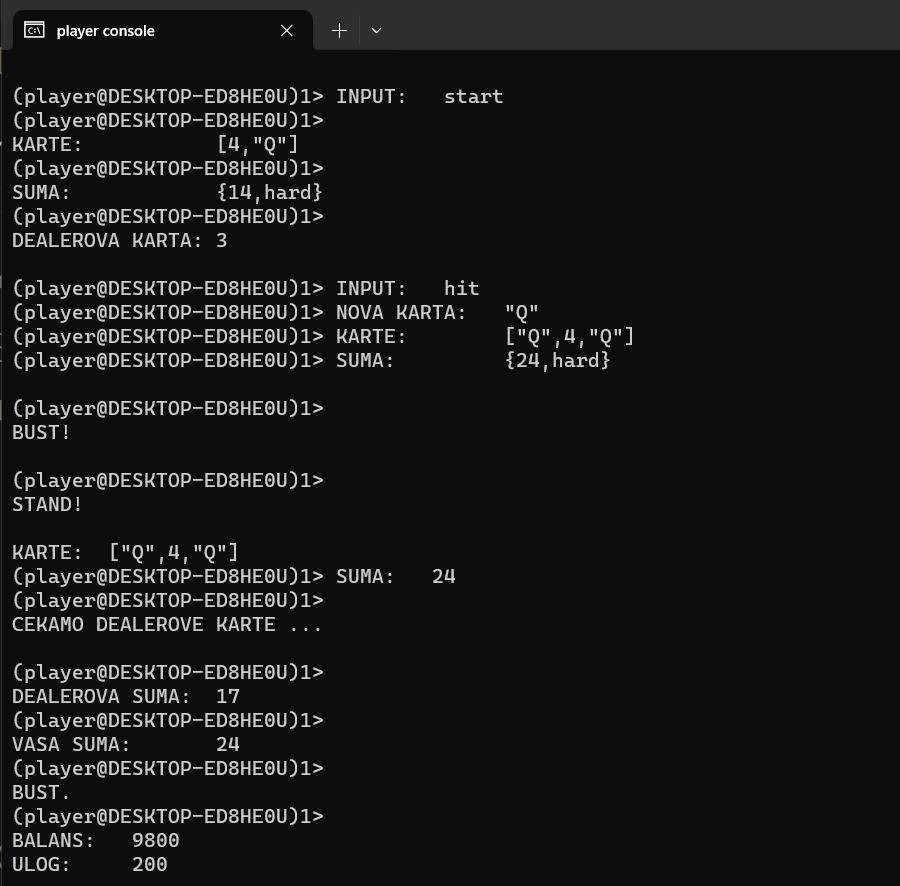 player console
(player@DESKTOP-ED8HE0U)1> INPUT:   start
(player@DESKTOP-ED8HE0U)1>
KARTE:           [4,"Q"]
(player@DESKTOP-ED8HE0U)1>
SUMA:            {14,hard}
(player@DESKTOP-ED8HE0U)1>
DEALEROVA KARTA: 3
(player@DESKTOP-ED8HE0U)1> INPUT:   hit
(player@DESKTOP-ED8HE0U)1> NOVA KARTA:   "Q"
(player@DESKTOP-ED8HE0U)1> KARTE:        ["Q",4,"Q"]
(player@DESKTOP-ED8HE0U)1> SUMA:         {24,hard}
(player@DESKTOP-ED8HE0U)1>
BUST!
(player@DESKTOP-ED8HE0U)1>
STAND!
KARTE:  ["Q",4,"Q"]
(player@DESKTOP-ED8HE0U)1> SUMA:   24
(player@DESKTOP-ED8HE0U)1>
CEKAMO DEALEROVE KARTE ...
(player@DESKTOP-ED8HE0U)1>
DEALEROVA SUMA:  17
(player@DESKTOP-ED8HE0U)1>
VASA SUMA:       24
(player@DESKTOP-ED8HE0U)1>
BUST.
(player@DESKTOP-ED8HE0U)1>
BALANS:   9800
ULOG:     200